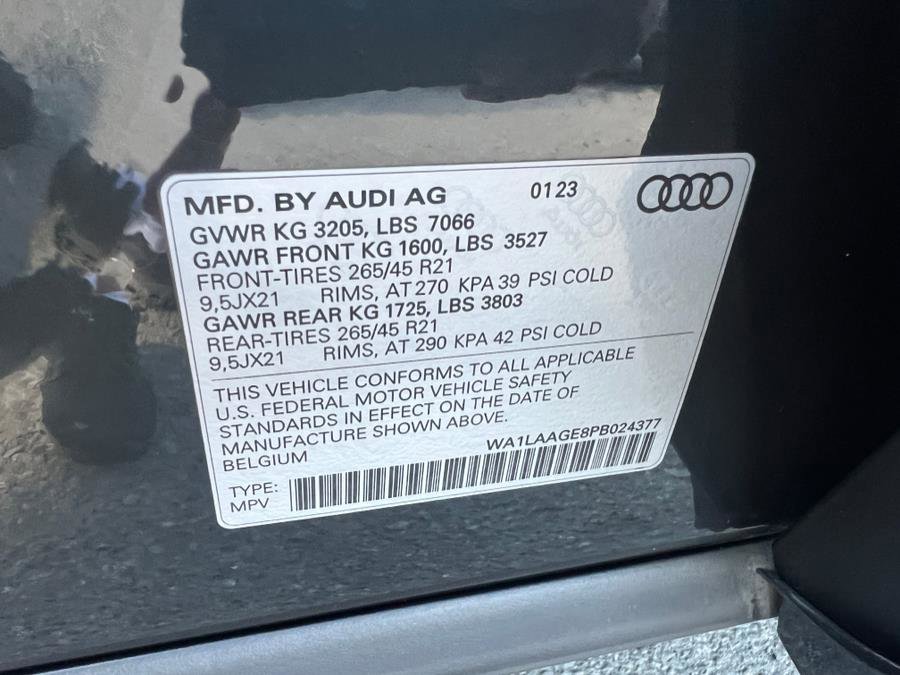 MFD. BY AUDI AG 0123
GVWR KG 3205, LBS 7066
GAWR FRONT KG 1600, LBS 3527
FRONT-TIRES 265/45 R21
9,5JX21 RIMS, AT 270 KPA 39 PSI COLD
GAWR REAR KG 1725, LBS 3803
REAR-TIRES 265/45 R21
9,5JX21 RIMS, AT 290 KPA 42 PSI COLD
THIS VEHICLE CONFORMS TO ALL APPLICABLE
U.S. FEDERAL MOTOR VEHICLE SAFETY
STANDARDS IN EFFECT ON THE DATE OF
MANUFACTURE SHOWN ABOVE.
BELGIUM WA1LAAGE8PB024377
TYPE:
MPV